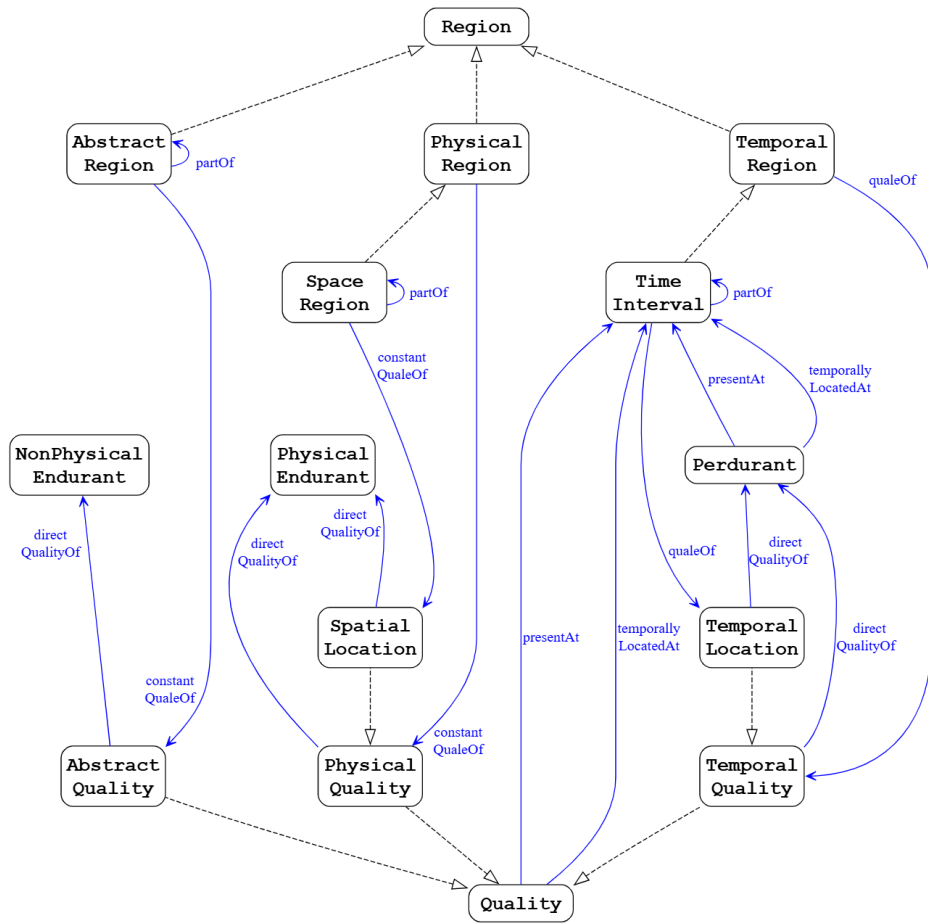 Region
Abstract
Region
partOf
Physical
Region
Temporal
Region
qualeOf
Space
Region
partOf
Time
Interval
partOf
constant
QualeOf
presentAt
temporally
LocatedAt
NonPhysical
Endurant
Physical
Endurant
Perdurant
direct
QualityOf
direct
QualityOf
direct
QualityOf
qualeOf
direct
QualityOf
Spatial
Location
presentAt
temporally
LocatedAt
Temporal
Location
direct
QualityOf
constant
QualeOf
constant
QualeOf
Abstract
Quality
Physical
Quality
Temporal
Quality
Quality